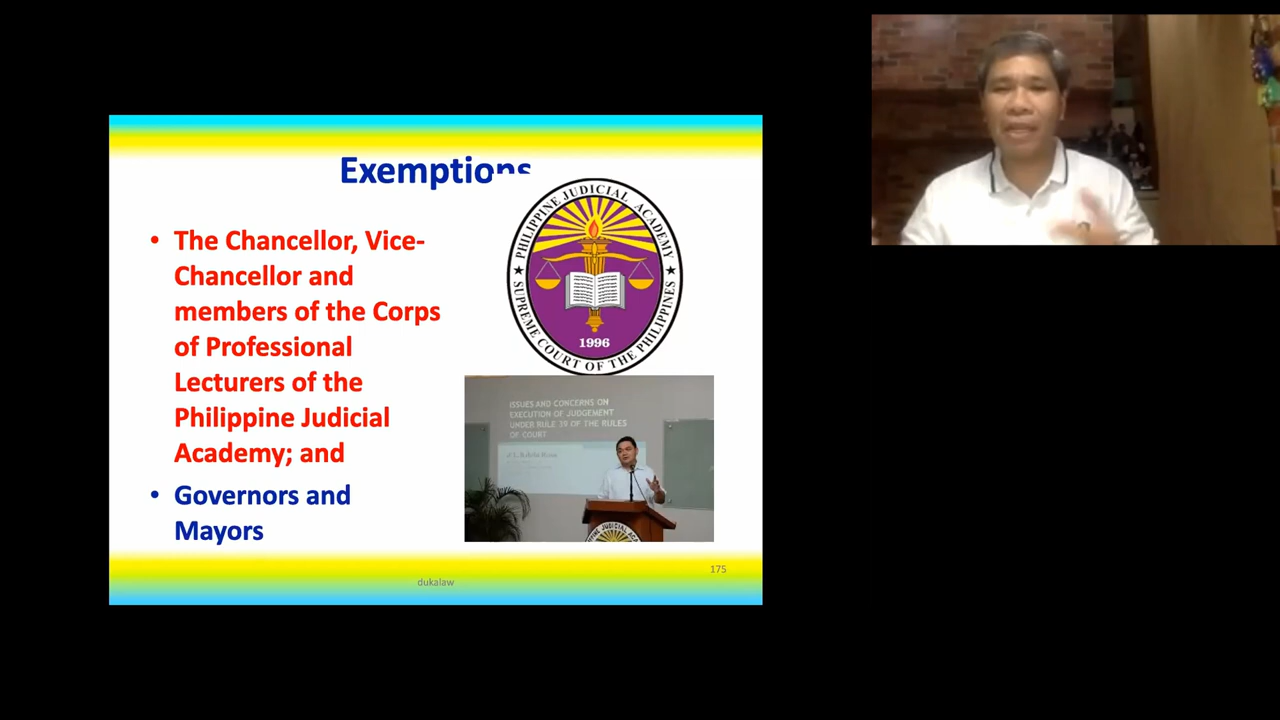 Exemptions
• The Chancellor, Vice-
Chancellor and
members of the Corps
of Professional
Lecturers of the
Philippine Judicial
Academy; and
• Governors and
Mayors
PHILIPPINE JUDICIAL ACADEMY
SUPREME COURT OF THE PHILIPPINES
1996
ISSUES AND CONCERNS ON
EXECUTION OF JUDGEMENT
UNDER RULE 39 OF THE RULES
OF COURT
175
dukalaw